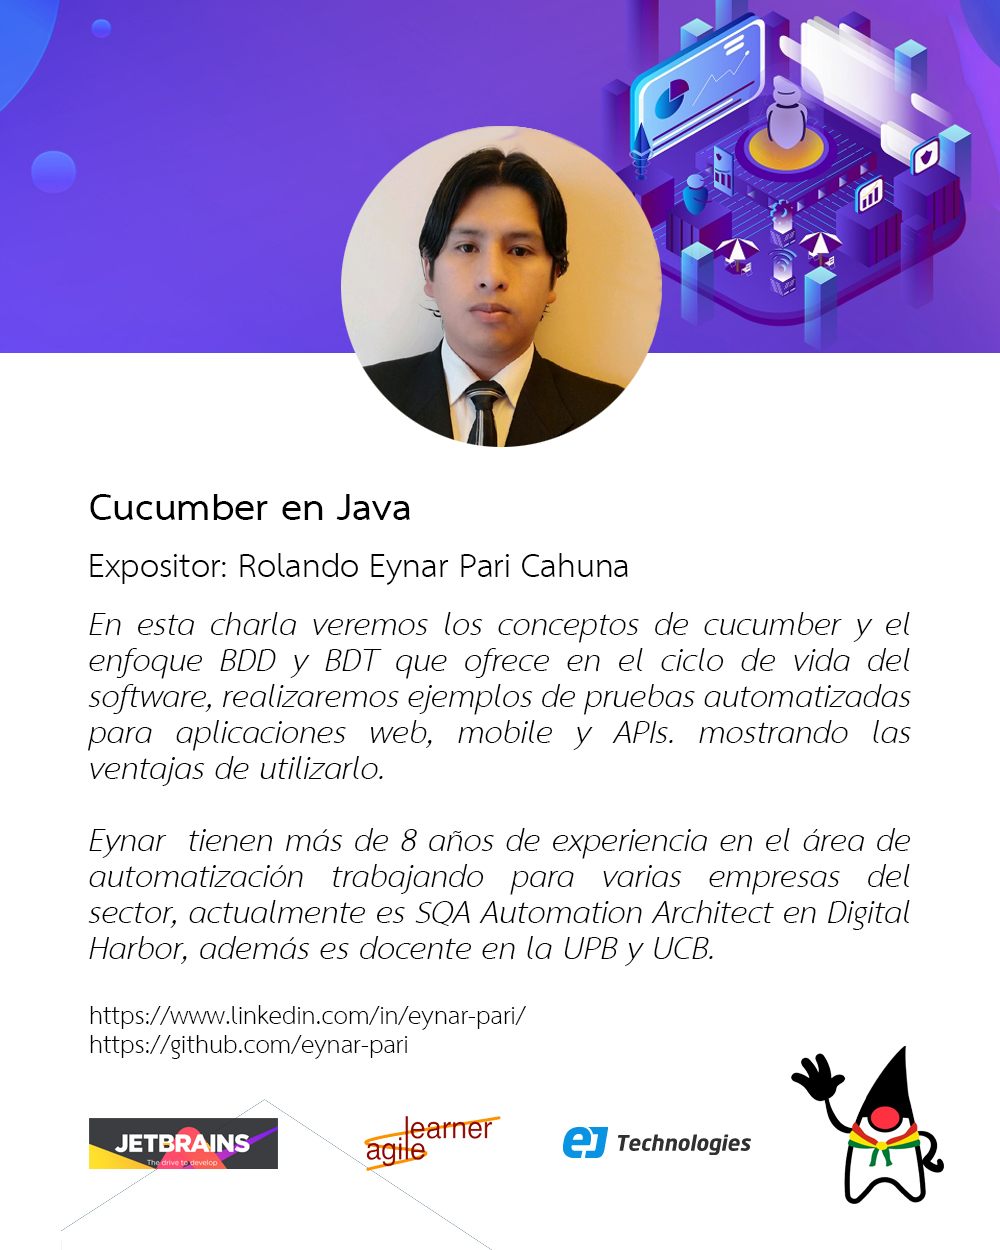 Cucumber en Java
Expositor: Rolando Eynar Pari Cahuna
En esta charla veremos los conceptos de cucumber y el
enfoque BDD y BDT que ofrece en el ciclo de vida del
software, realizaremos ejemplos de pruebas automatizadas
para aplicaciones web, mobile y APIs. mostrando las
ventajas de utilizarlo.
Eynar tienen más de 8 años de experiencia en el área de
automatización trabajando para varias empresas del
sector, actualmente es SQA Automation Architect en Digital
Harbor, además es docente en la UPB y UCB.
https://www.linkedin.com/in/eynar-pari/
https://github.com/eynar-pari
JETBRAINS
The drive to develop
agile
learner
ej Technologies